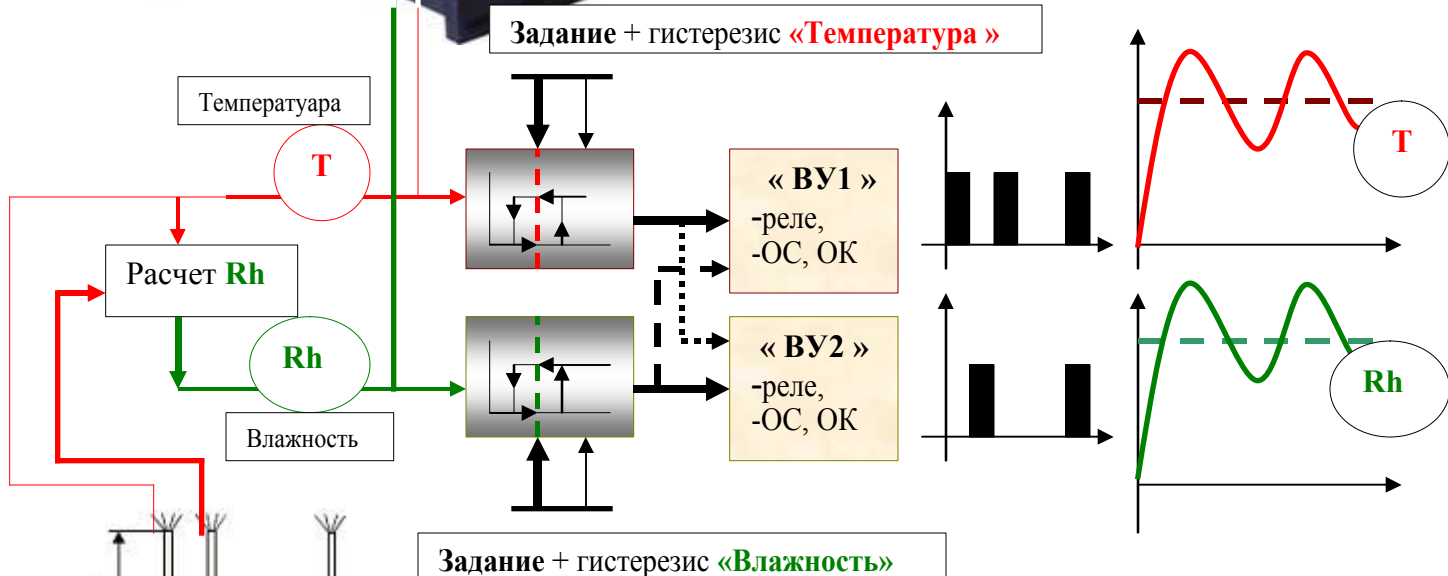 Задание + гистерезис «Температура »
Температуара
T
« ВУ1 »
-реле,
-ОС, ОК
T
Расчет Rh
Rh
Влажность
« ВУ2 »
-реле,
-ОС, ОК
Rh
Задание + гистерезис «Влажность»